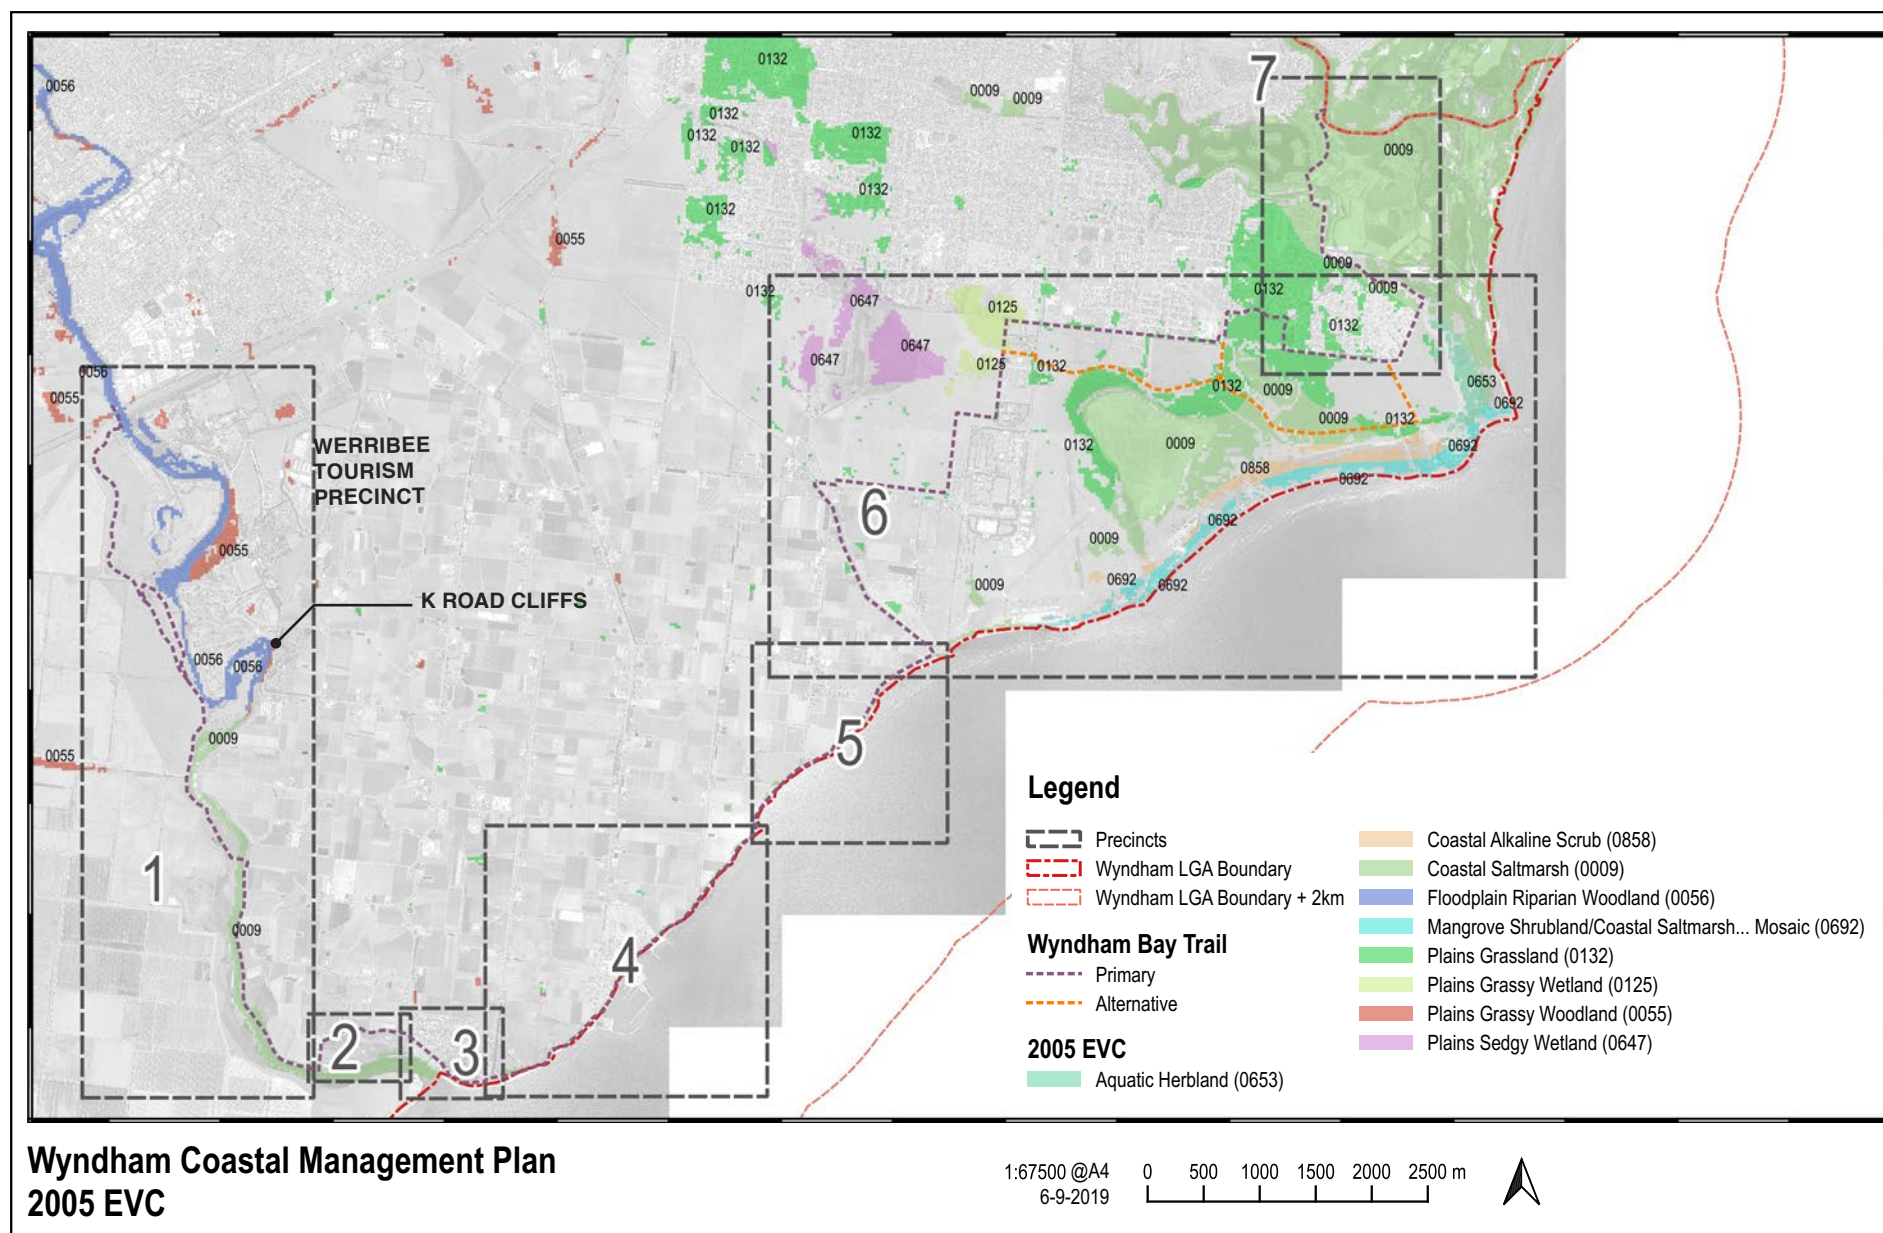 0132
0056
0009
0009
7
0132
0132
0132
0132
0009
0132
0132
0055
0009
0132
0132
0009
0647
0125
0132
0647
0647
0125
0132
0056
0132
0009
0653
0055
0692
0009
0132
WERRIBEE
TOURISM
PRECINCT
0132
0009
0692
0858
0692
6
0692
0055
0009
0692
0692
0009
K ROAD CLIFFS
0056
0056
0009
5
0055
1
0009
4
2
3
Legend
Precincts
Wyndham LGA Boundary
Wyndham LGA Boundary + 2km
Wyndham Bay Trail
Primary
Alternative
2005 EVC
Aquatic Herbland (0653)
Coastal Alkaline Scrub (0858)
Coastal Saltmarsh (0009)
Floodplain Riparian Woodland (0056)
Mangrove Shrubland/Coastal Saltmarsh... Mosaic (0692)
Plains Grassland (0132)
Plains Grassy Wetland (0125)
Plains Grassy Woodland (0055)
Plains Sedgy Wetland (0647)
Wyndham Coastal Management Plan
2005 EVC
1:67500 @A4
6-9-2019
0 500 1000 1500 2000 2500 m